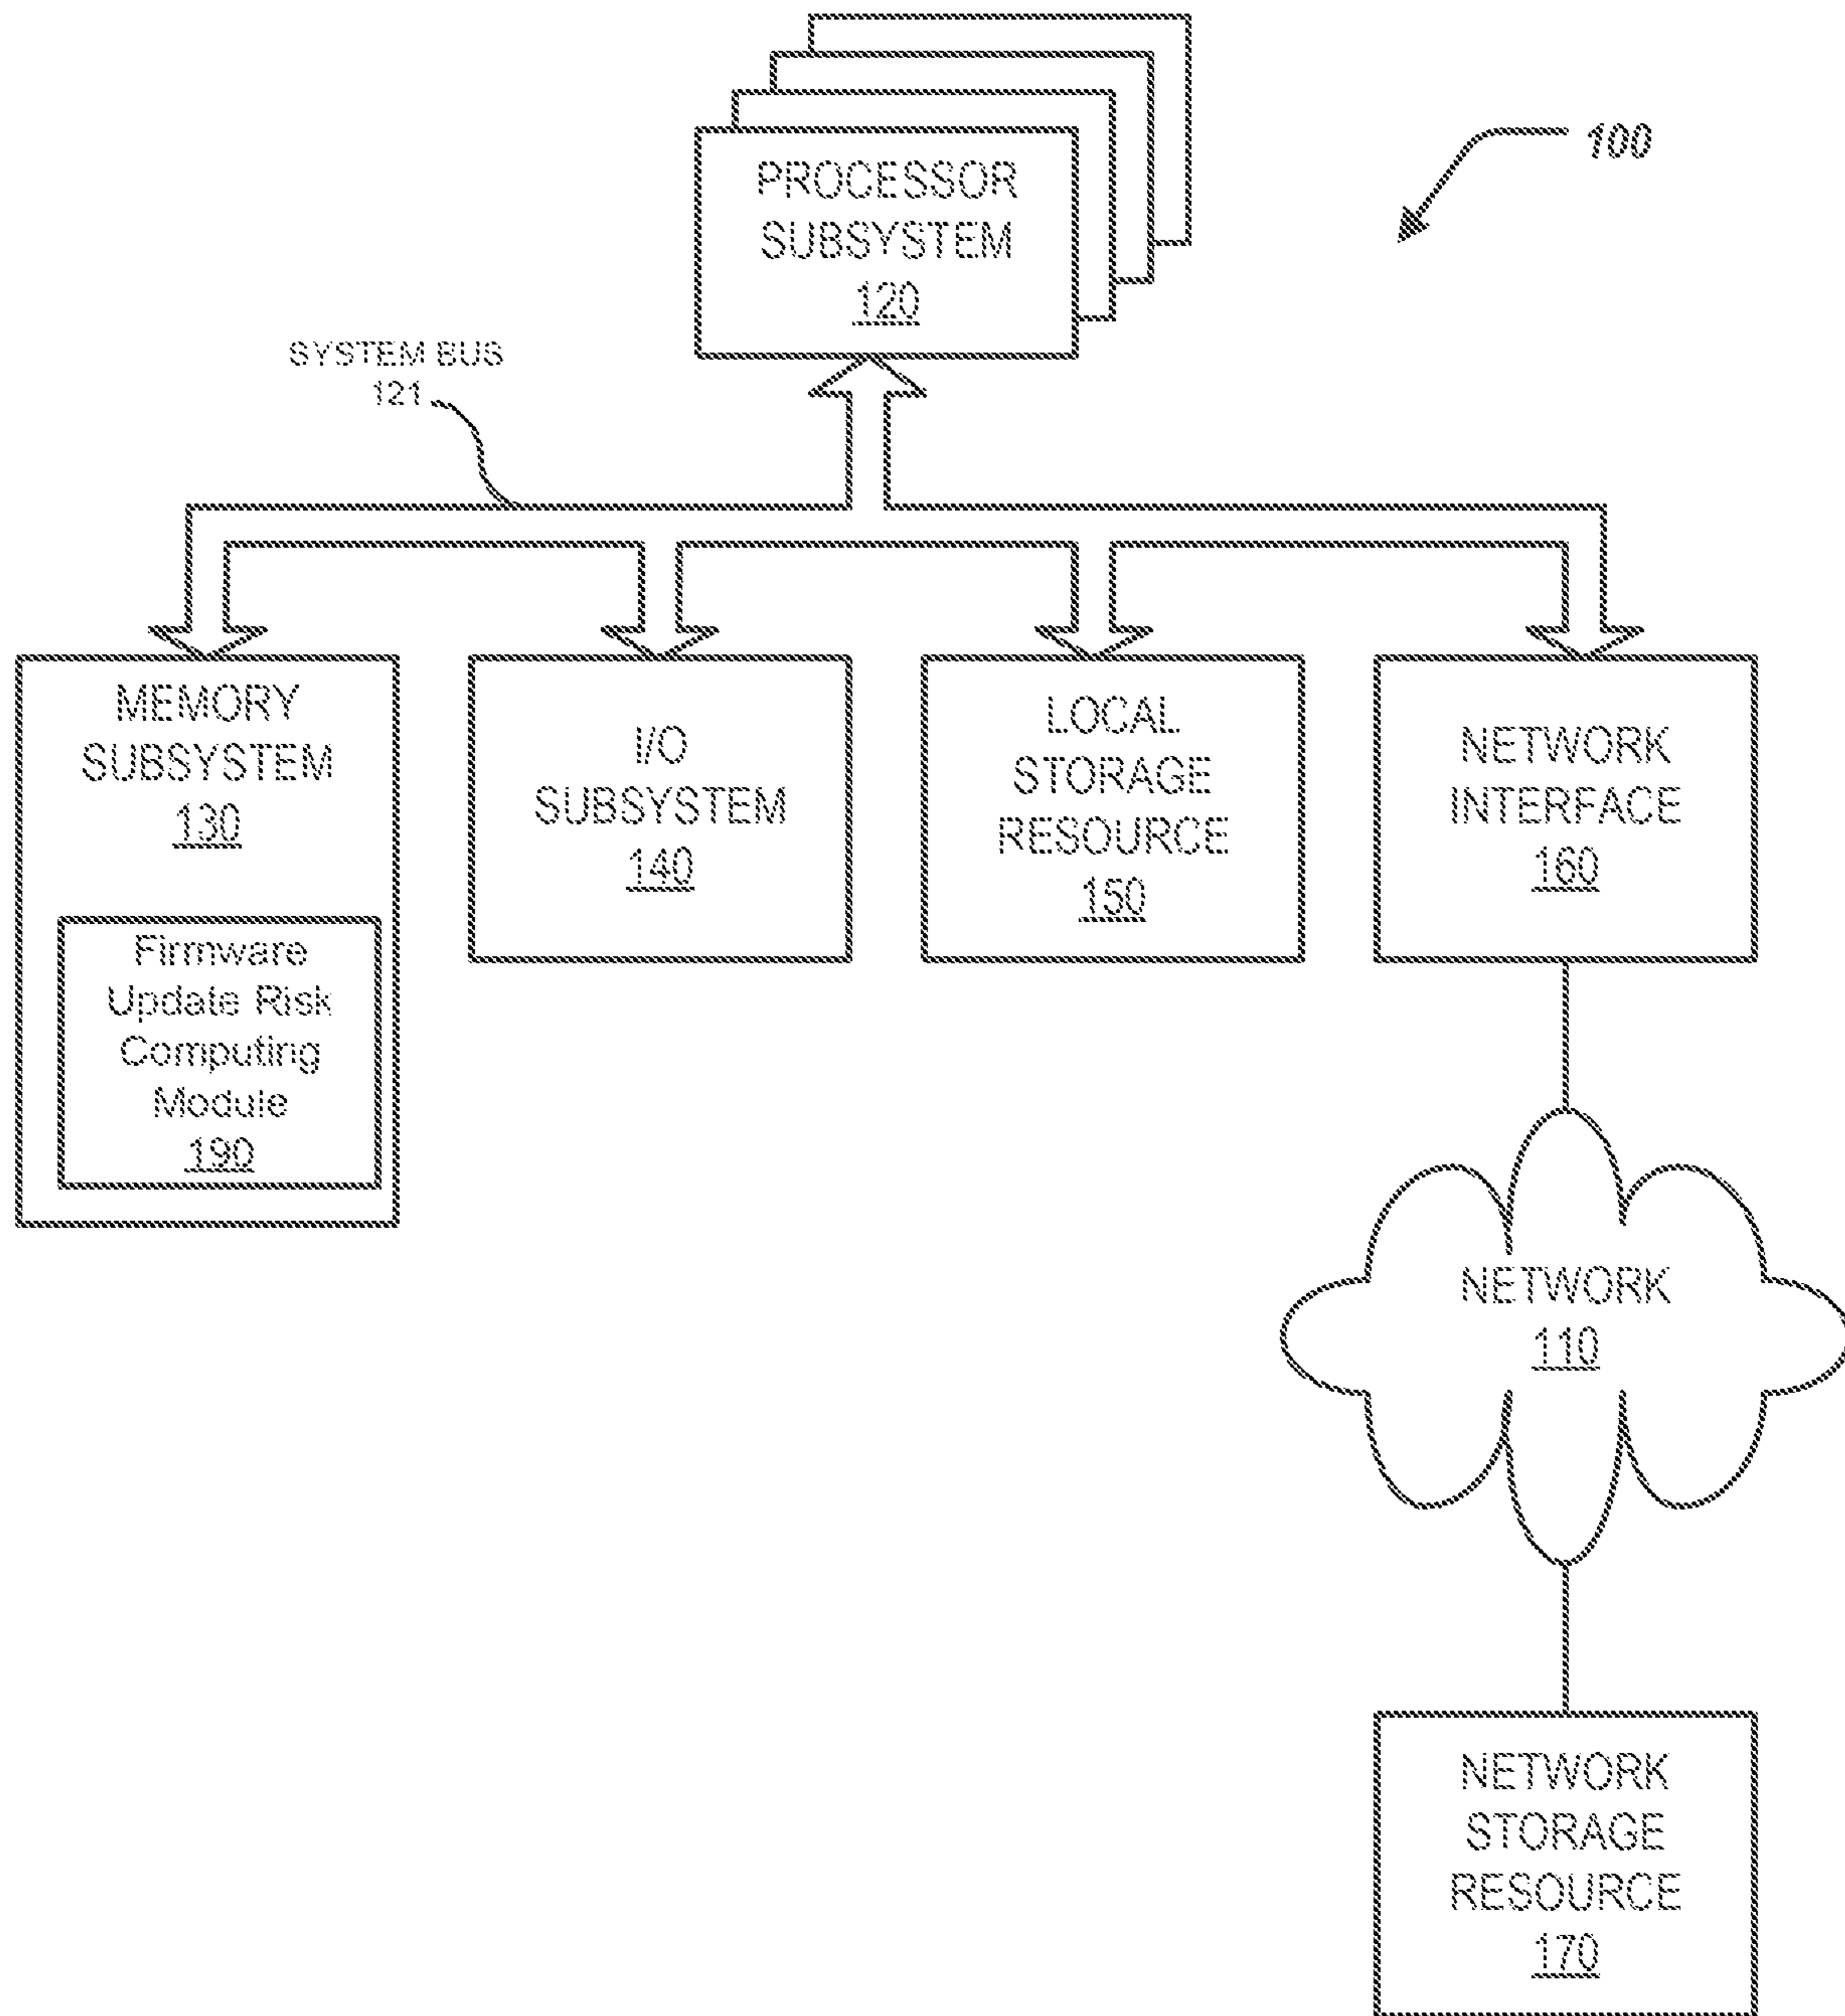 100
PROCESSOR
SUBSYSTEM
120
SYSTEM BUS
121
MEMORY
SUBSYSTEM
130
Firmware
Update Risk
Computing
Module
190
I/O
SUBSYSTEM
140
LOCAL
STORAGE
RESOURCE
150
NETWORK
INTERFACE
160
NETWORK
110
NETWORK
STORAGE
RESOURCE
170